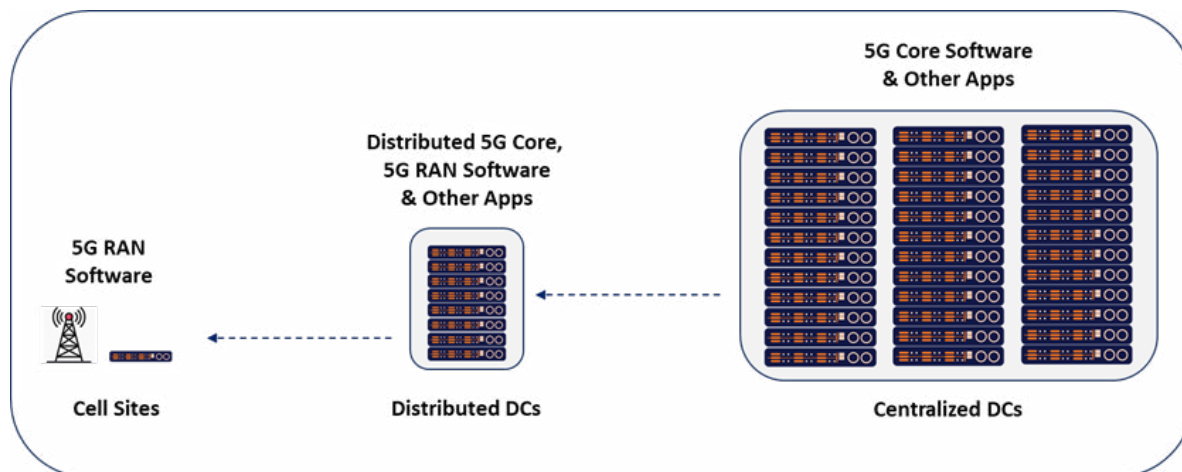 5G Core Software
& Other Apps
Distributed 5G Core,
5G RAN Software
& Other Apps
5G RAN
Software
Cell Sites
Distributed DCs
Centralized DCs